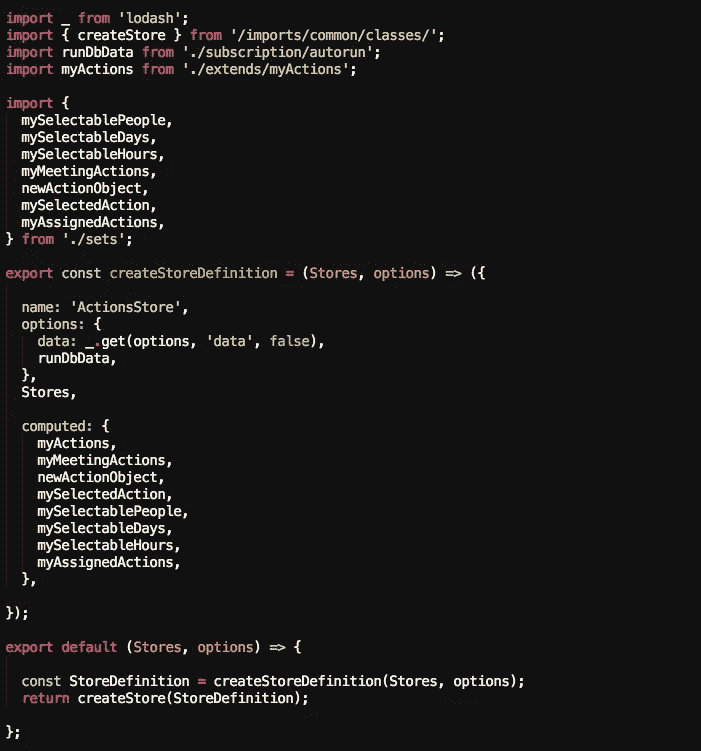 import _ from 'lodash';
import { createStore } from '/imports/common/classes/';
import runDbData from './subscription/autorun';
import myActions from './extends/myActions';
import {
mySelectablePeople,
mySelectableDays,
mySelectableHours,
myMeetingActions,
newActionObject,
mySelectedAction,
myAssignedActions,
} from './sets';
export const createStoreDefinition = (Stores, options) => ({
name: 'ActionsStore',
options: {
data: _.get(options, 'data', false),
runDbData,
},
Stores,
computed: {
myActions,
myMeetingActions,
newActionObject,
mySelectedAction,
mySelectablePeople,
mySelectableDays,
mySelectableHours,
myAssignedActions,
},
});
export default (Stores, options) => {
const StoreDefinition = createStoreDefinition(Stores, options);
return createStore(StoreDefinition);
};